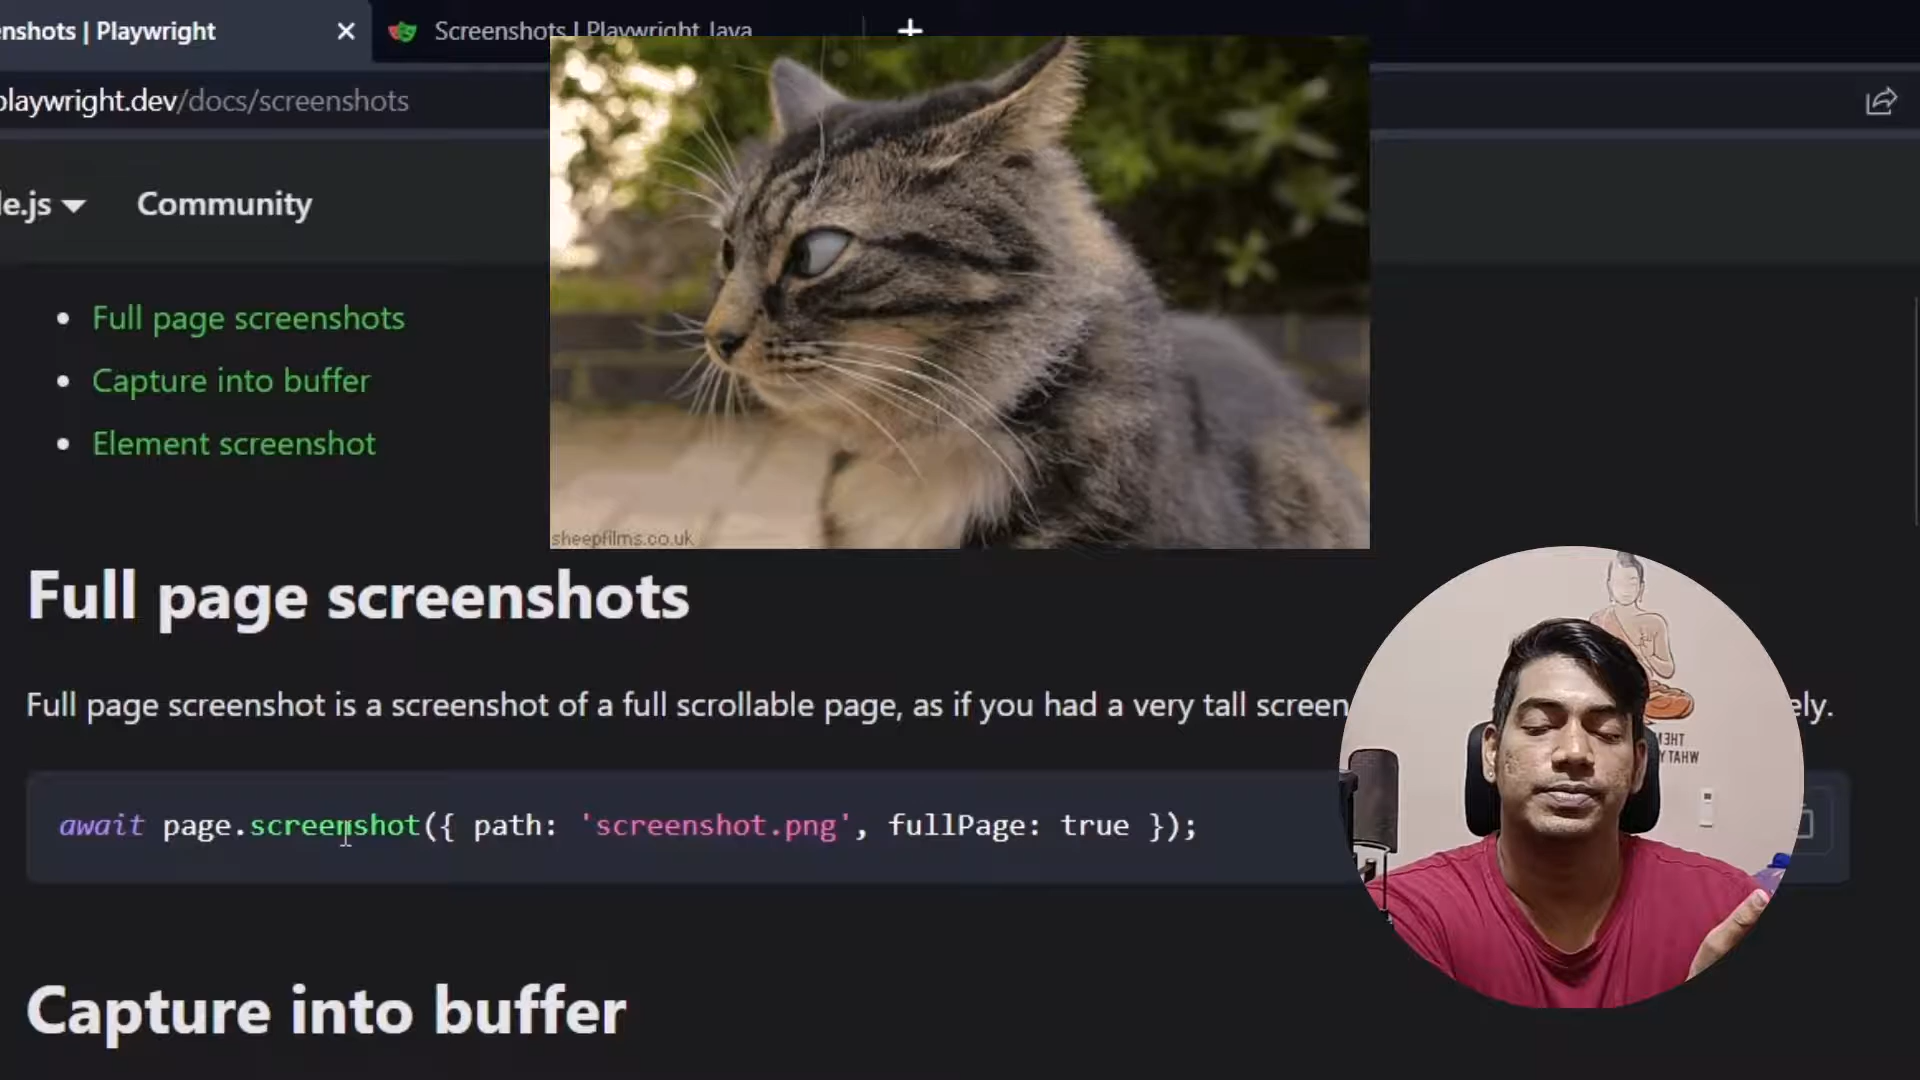 nshots | Playwright
Screenshots | Playwright Java
playwright.dev/docs/screenshots
e.js
Community
Full page screenshots
Capture into buffer
Element screenshot
sheepfilms.co.uk
Full page screenshots
Full page screenshot is a screenshot of a full scrollable page, as if you had a very tall screen
ely.
await page.screenshot({ path: 'screenshot.png', fullPage: true });
Capture into buffer